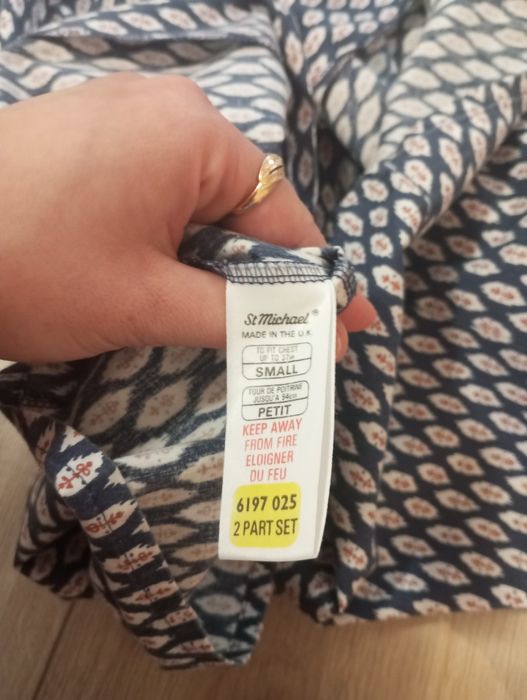 St Michael®
MADE IN THE U.K.
TO FIT CHEST
UP TO 37in
SMALL
TOUR DE POITRINE
JUSQU'A 94cm
PETIT
KEEP AWAY
FROM FIRE
ELOIGNER
DU FEU
6197 025
2 PART SET